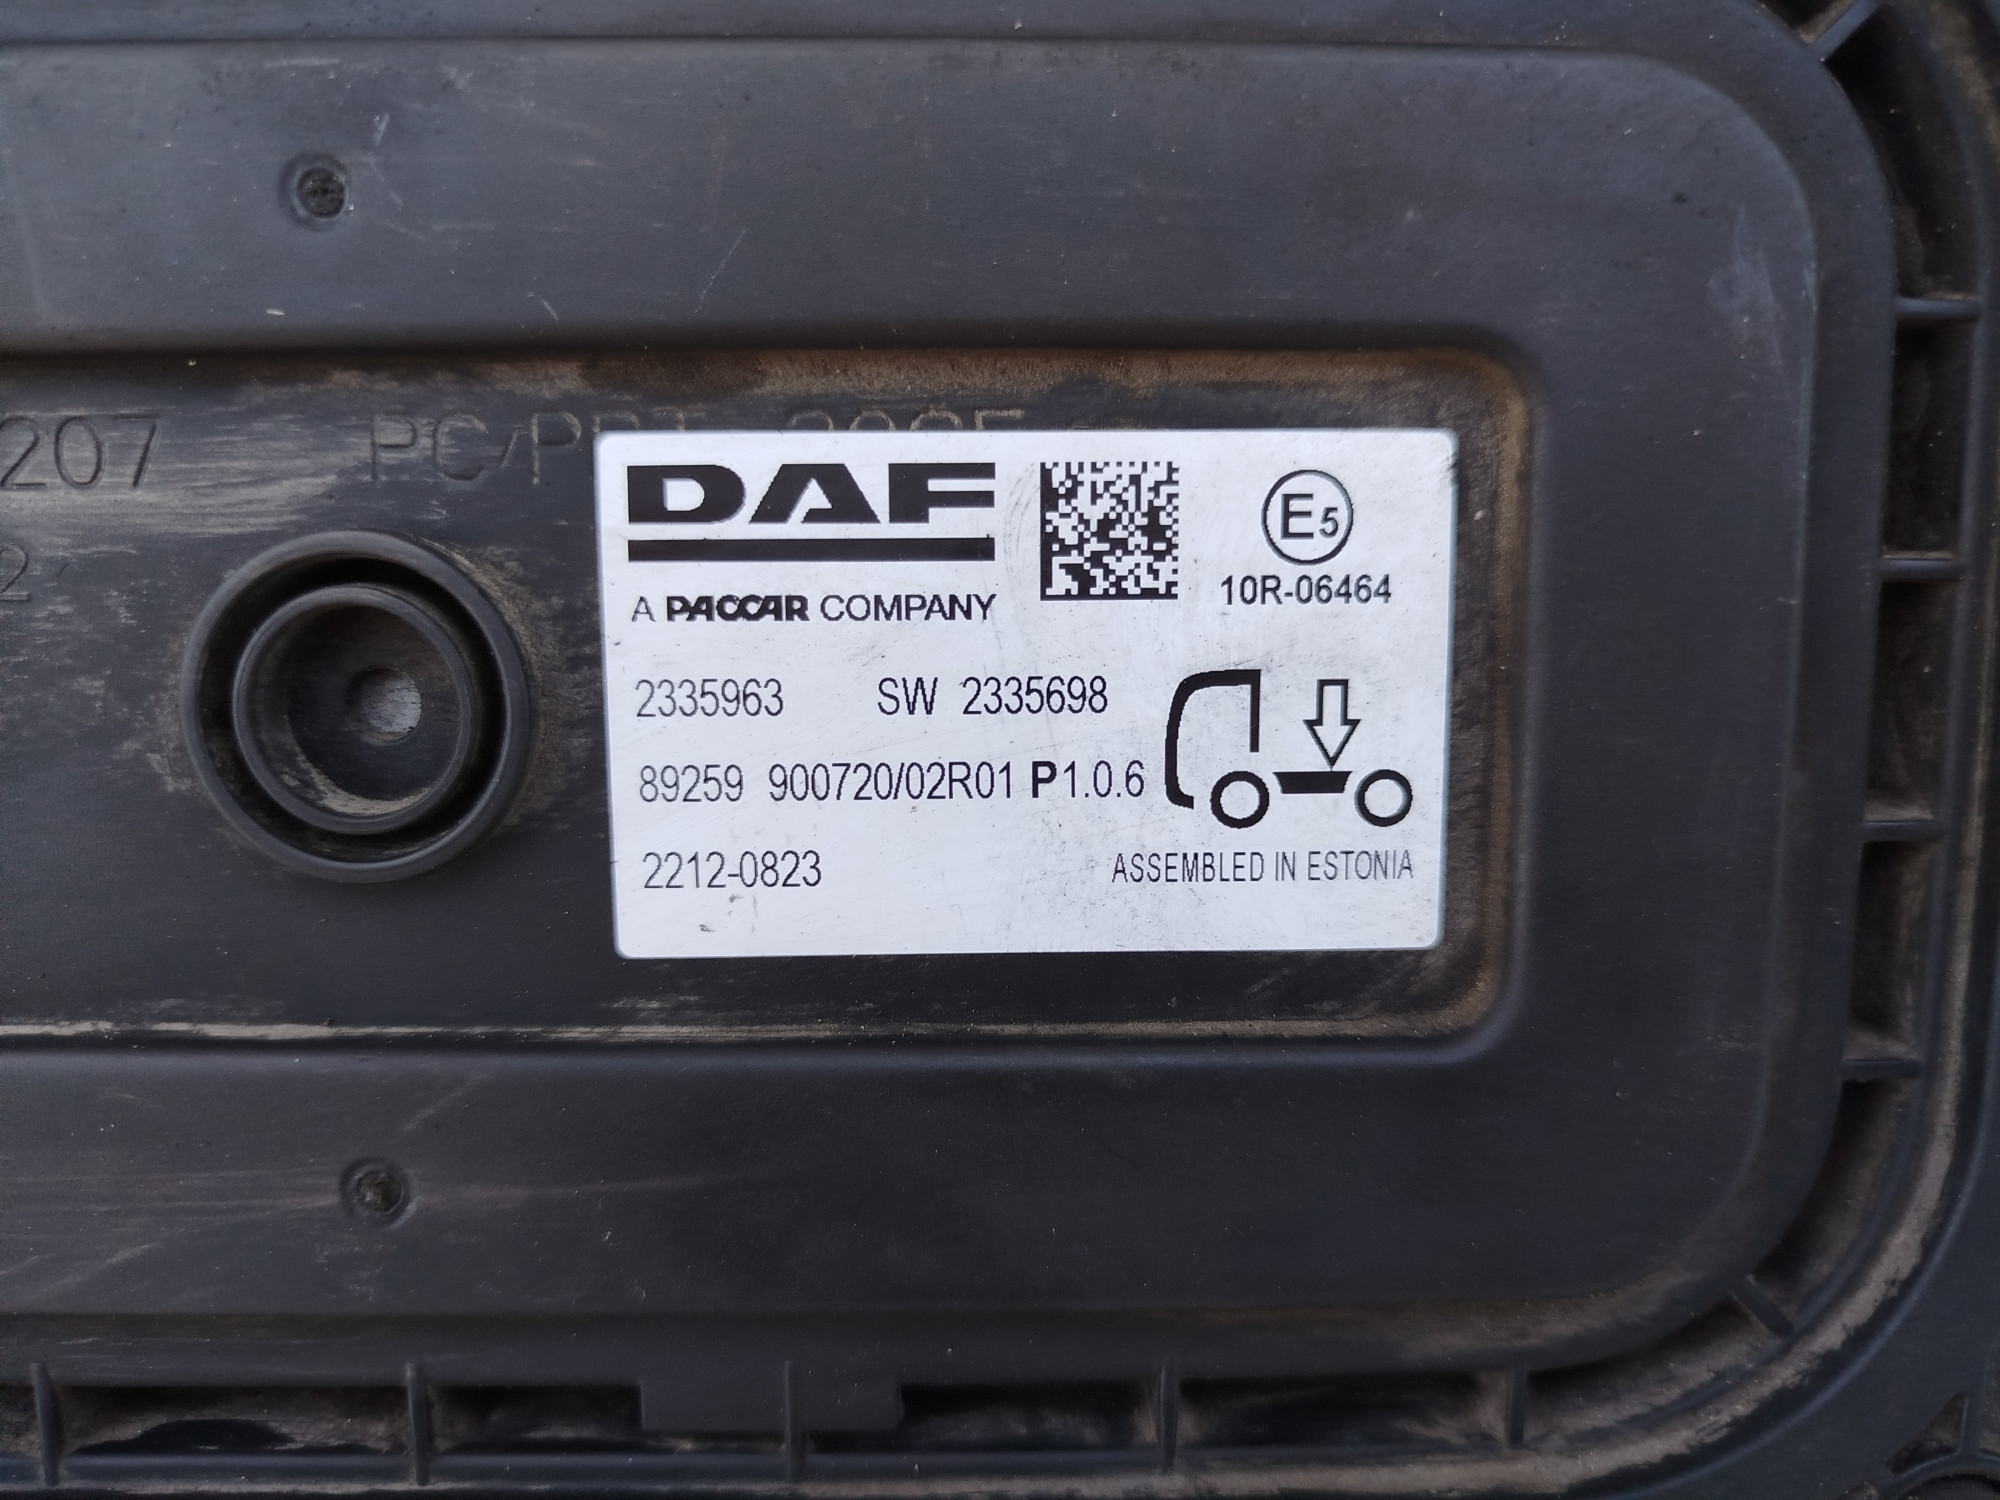 207
DAF
A PACCAR COMPANY
E5
10R-06464
2335963 SW 2335698
89259 900720/02R01 P1.0.6
2212-0823
ASSEMBLED IN ESTONIA